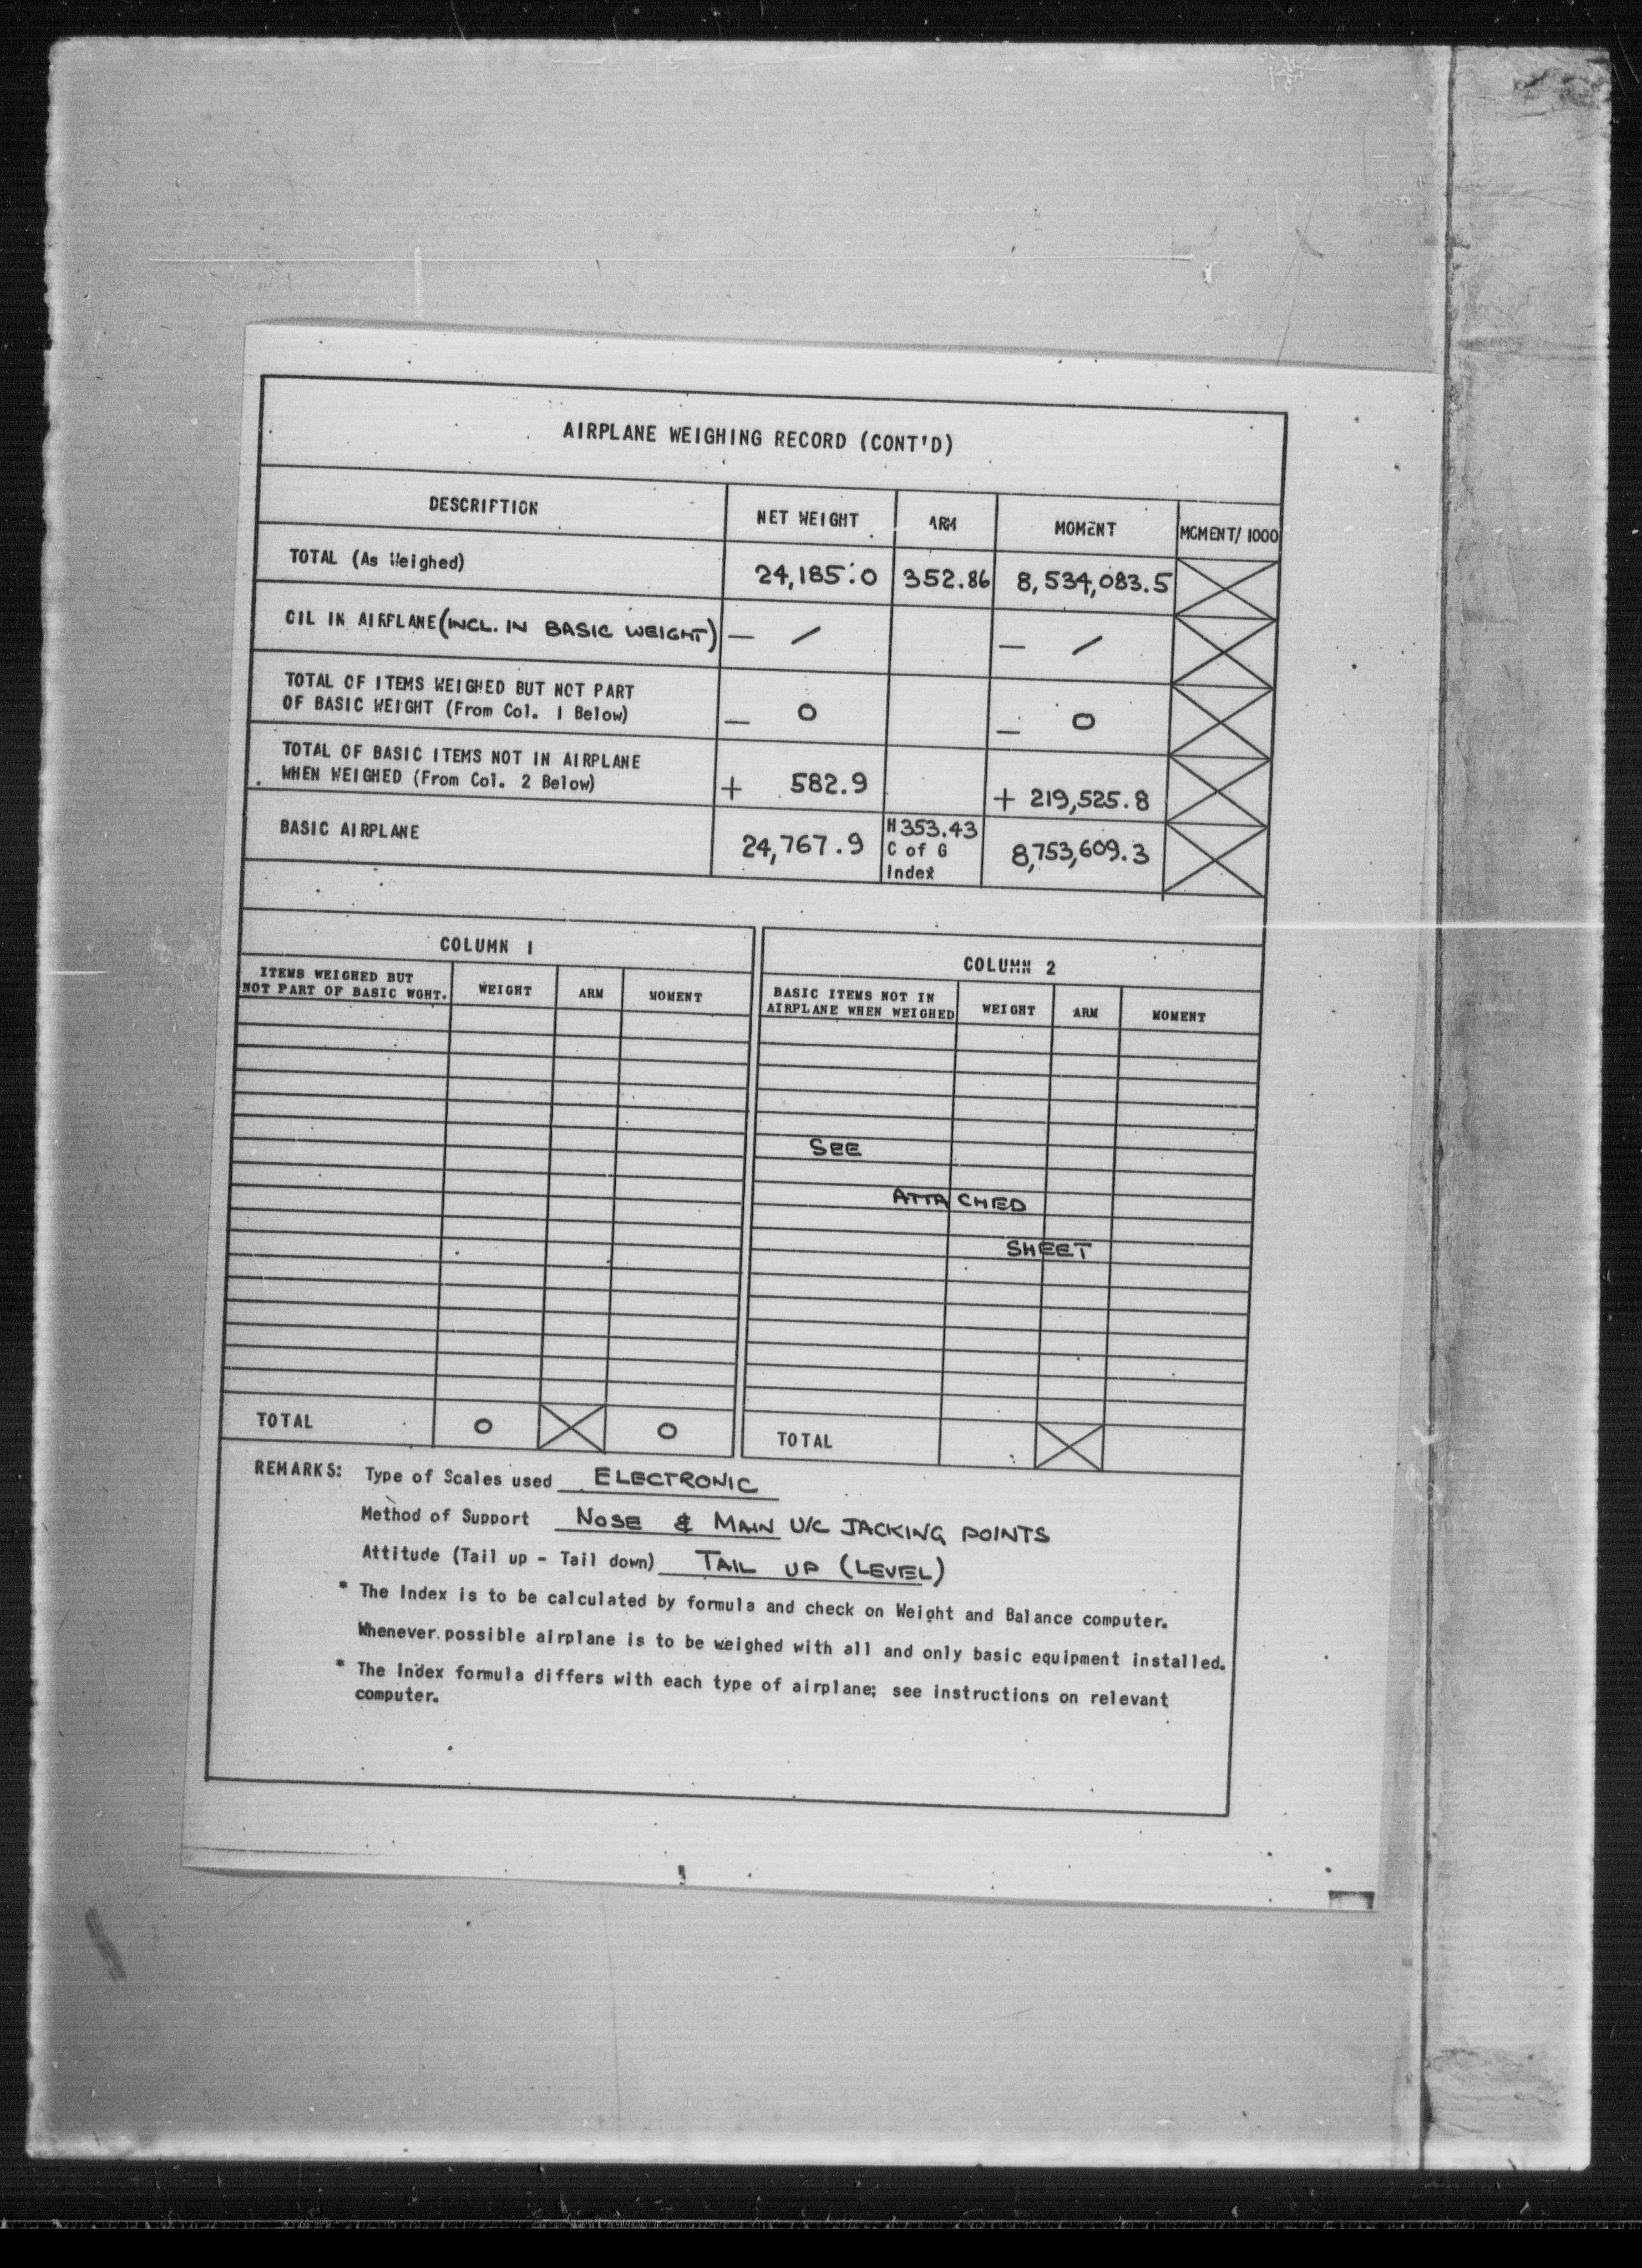 AIRPLANE WEIGHING RECORD (CONT'D)
DESCRIPTION NET WEIGHT ARM MOMENT MOMENT/ 1000
TOTAL (As Weighed) 24,185.0 352.86 8,534,083.5
OIL IN AIRPLANE (INCL. IN BASIC WEIGHT) — / — /
TOTAL OF ITEMS WEIGHED BUT NOT PART
OF BASIC WEIGHT (From Col. 1 Below) — 0 — 0
TOTAL OF BASIC ITEMS NOT IN AIRPLANE
WHEN WEIGHED (From Col. 2 Below) + 582.9 + 219,525.8
BASIC AIRPLANE 24,767.9 H353.43 8,753,609.3
C of G
Index
COLUMN 1
ITEMS WEIGHED BUT
NOT PART OF BASIC WGHT. WEIGHT ARM MOMENT
TOTAL 0 0
COLUMN 2
BASIC ITEMS NOT IN
AIRPLANE WHEN WEIGHED WEIGHT ARM MOMENT
SEE
ATTACHED
SHEET
TOTAL
REMARKS: Type of Scales used ELECTRONIC
Method of Support NOSE & MAIN U/C JACKING POINTS
Attitude (Tail up - Tail down) TAIL UP (LEVEL)
* The Index is to be calculated by formula and check on Weight and Balance computer.
Whenever possible airplane is to be weighed with all and only basic equipment installed.
* The Index formula differs with each type of airplane; see instructions on relevant
computer.